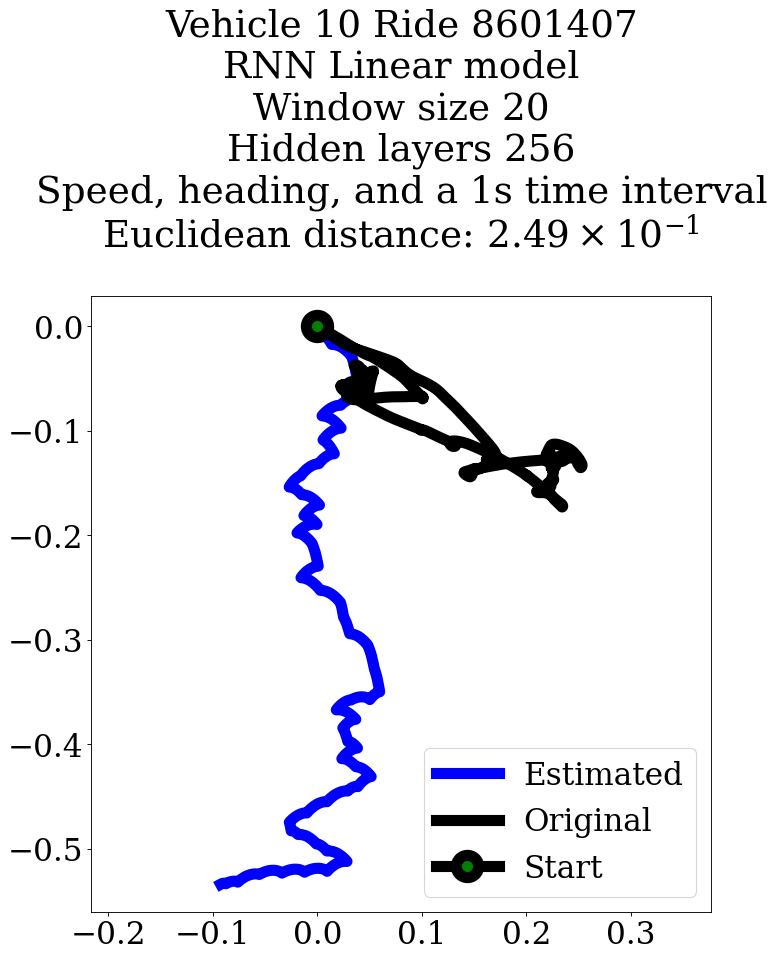 Vehicle 10 Ride 8601407
RNN Linear model
Window size 20
Hidden layers 256
Speed, heading, and a 1s time interval
Euclidean distance: 2.49 × 10⁻¹
0.0
−0.1
−0.2
−0.3
−0.4
−0.5
Estimated
Original
Start
−0.2 −0.1 0.0 0.1 0.2 0.3